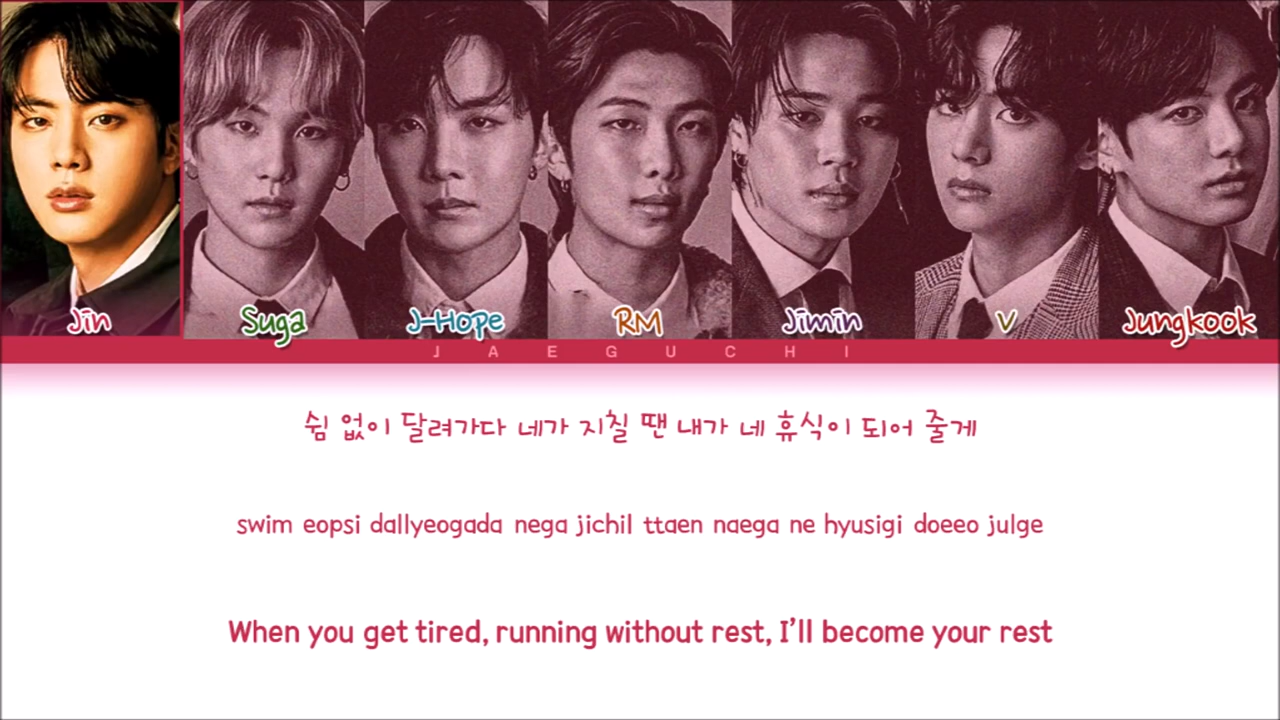 Jin Suga J-Hope RM Jimin V Jungkook
JAEGUCHI
쉼 없이 달려가다 네가 지칠 땐 내가 네 휴식이 되어 줄게
swim eopsi dallyeogada nega jichil ttaen naega ne hyusigi doeeo julge
When you get tired, running without rest, I'll become your rest